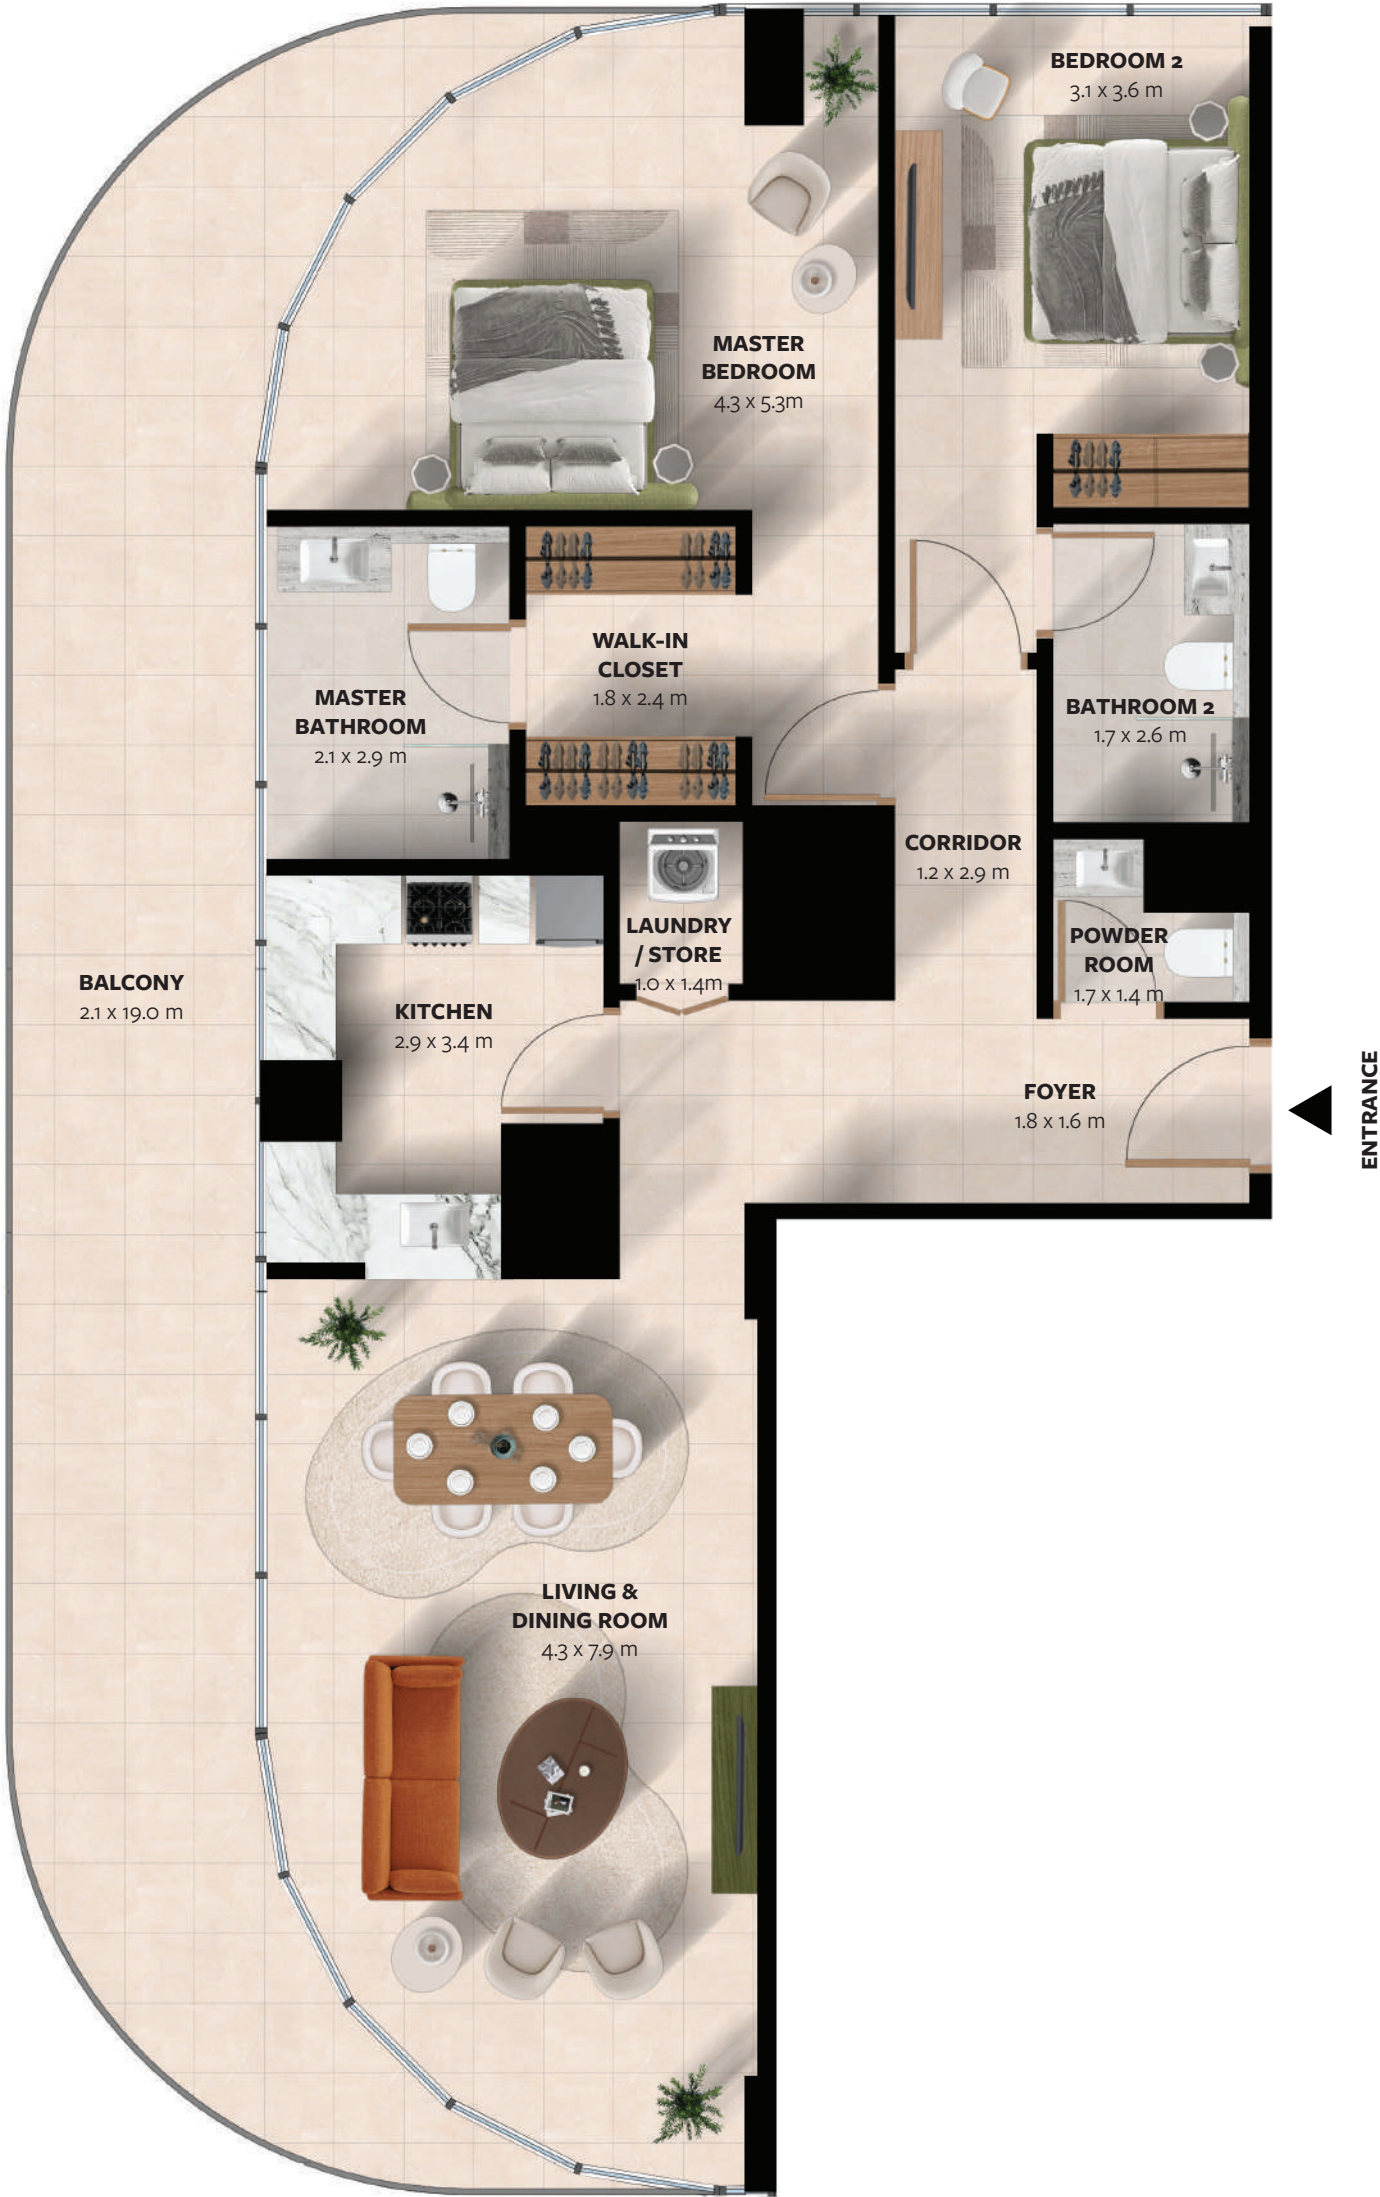 BEDROOM 2
3.1 x 3.6 m
MASTER
BEDROOM
4.3 x 5.3m
WALK-IN
CLOSET
1.8 x 2.4 m
MASTER
BATHROOM
2.1 x 2.9 m
BATHROOM 2
1.7 x 2.6 m
CORRIDOR
1.2 x 2.9 m
LAUNDRY
/ STORE
1.0 x 1.4m
POWDER
ROOM
1.7 x 1.4 m
BALCONY
2.1 x 19.0 m
KITCHEN
2.9 x 3.4 m
FOYER
1.8 x 1.6 m
ENTRANCE
LIVING &
DINING ROOM
4.3 x 7.9 m